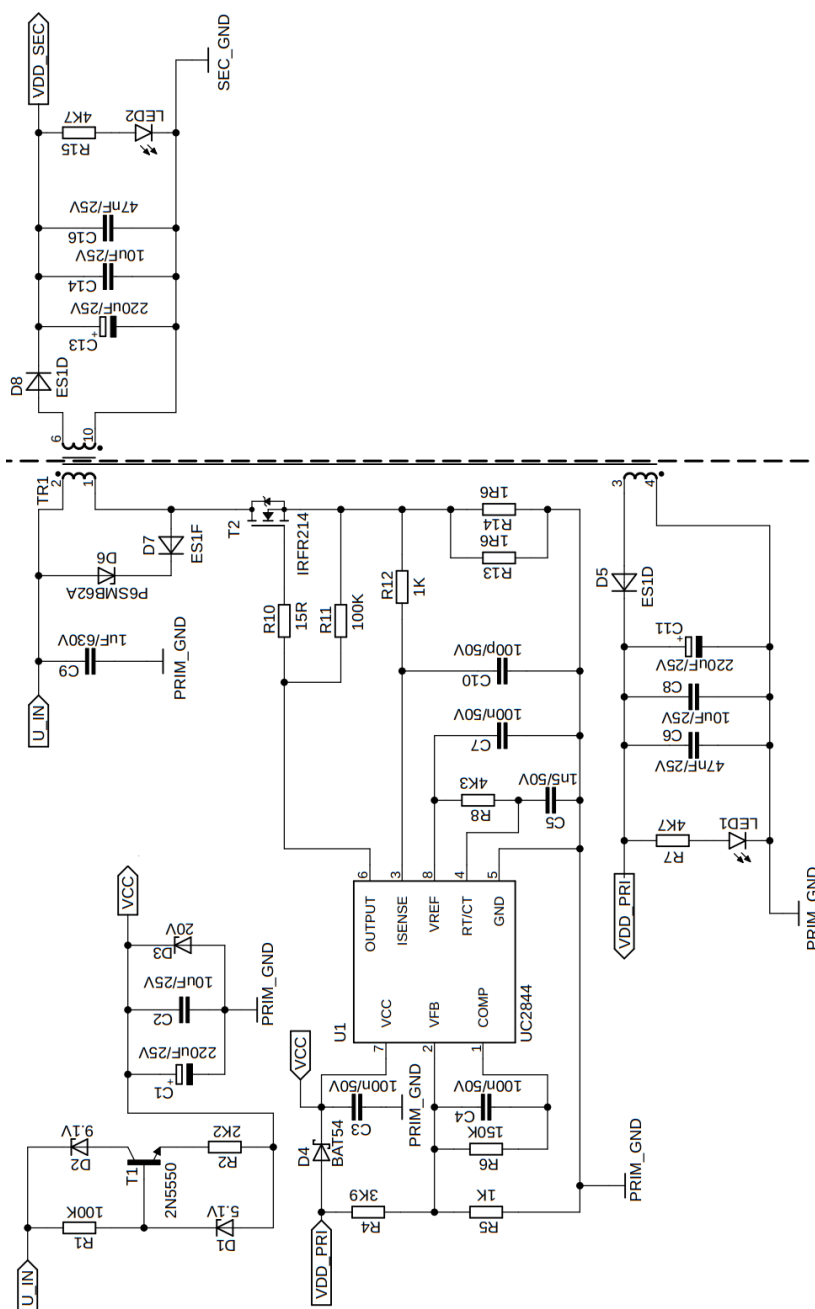 VDD_SEC
SEC_GND
4K7
R15
LED2
47nF/25V
C16
10uF/25V
C14
220uF/25V
+
C13
D8
ES1D
6
10
TR1
2
1
3
4
D7
ES1F
D6
P6SMB62A
1uF/630V
C9
PRIM_GND
U_IN
T2
IRFR214
R10
15R
R11
100K
R12
1K
1R6
R14
1R6
R13
100p/50V
C10
100n/50V
C7
4K3
R8
1n5/50V
C5
D5
ES1D
C11
+
220uF/25V
C8
10uF/25V
C6
47nF/25V
4K7
R7
LED1
VDD_PRI
PRIM_GND
6
3
8
4
5
OUTPUT
ISENSE
VREF
RT/CT
GND
U1
VCC
VFB
COMP
UC2844
7
2
1
VCC
20V
D3
10uF/25V
C2
220uF/25V
+
C1
PRIM_GND
9.1V
D2
T1
2N5550
2K2
R2
100K
R1
5.1V
D1
U_IN
VCC
100n/50V
C3
PRIM_GND
D4
BAT54
100n/50V
C4
150K
R6
3K9
R4
1K
R5
VDD_PRI
PRIM_GND